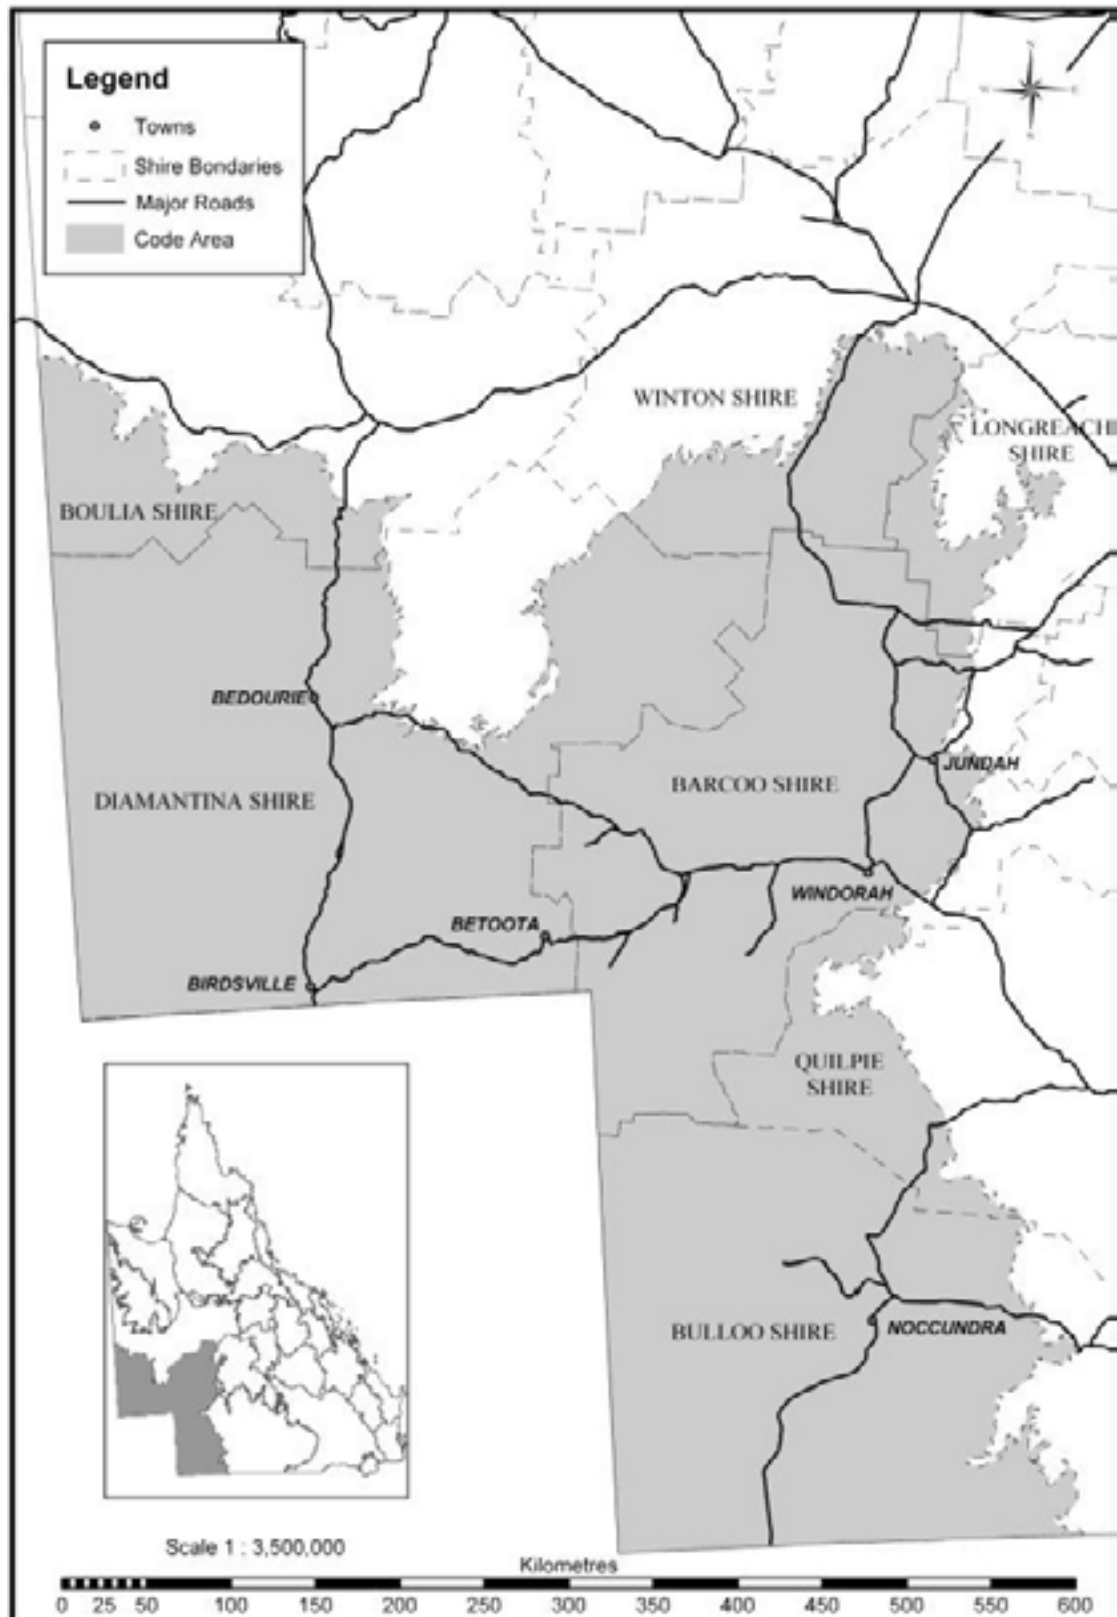 Legend
Towns
Shire Bondaries
Major Roads
Code Area
N
W
E
S
WINTON SHIRE
LONGREACH
SHIRE
BOULIA SHIRE
BEDOURIE
JUNDAH
DIAMANTINA SHIRE
BARCOO SHIRE
WINDORAH
BETOOTA
BIRDSVILLE
QUILPIE
SHIRE
BULLOO SHIRE
NOCCUNDRA
Scale 1 : 3,500,000
Kilometres
0 25 50 100 150 200 250 300 350 400 450 500 550 600